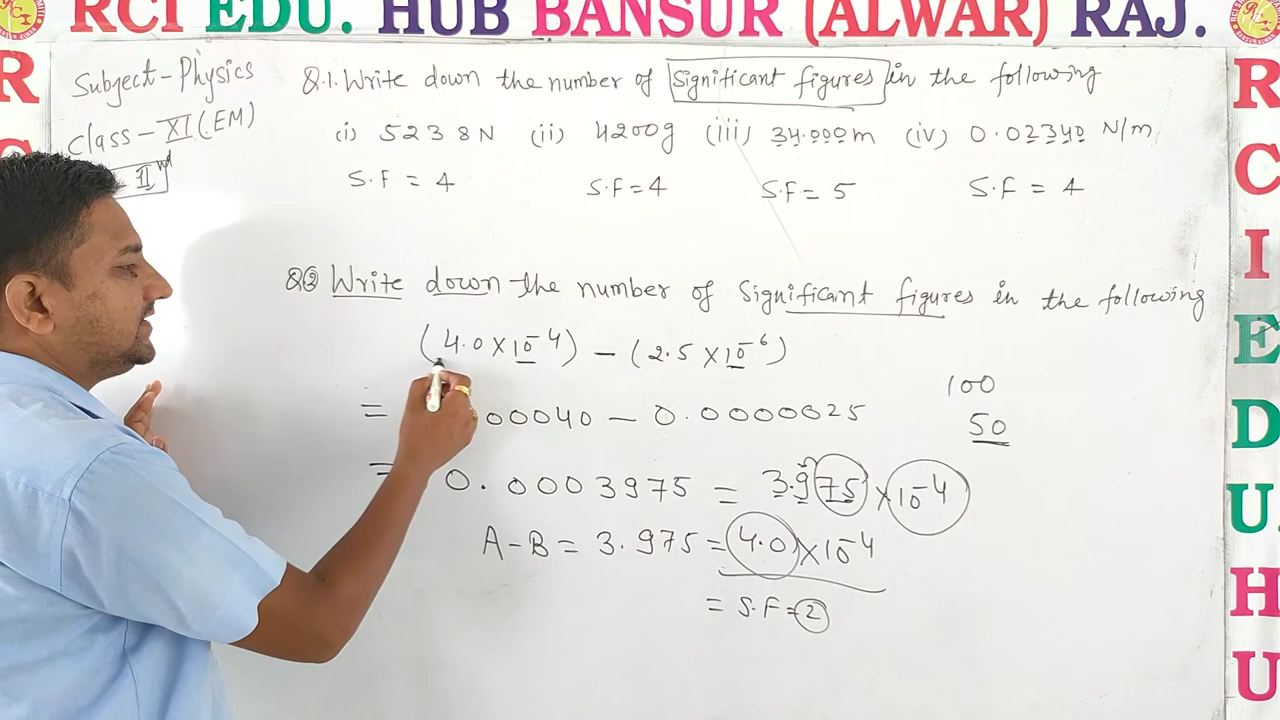 RCI EDU. HUB BANSUR (ALWAR) RAJ.
Subject-Physics
Class-XI(EM)
II nd
Q.1. Write down the number of Significant figures in the following
(i) 5238N (ii) 4200g (iii) 34.000m (iv) 0.02340 N/m
S.F = 4 S.F=4 S.F= 5 S.F = 4
Q② Write down the number of Significant figures in the following
(4.0×10⁻⁴) – (2.5×10⁻⁶)
= 00040 – 0.0000025
100
50
= 0.0003975 = 3.975×10⁻⁴
A-B = 3.975 = 4.0×10⁻⁴
= S.F=2
R
C
I
E
D
U.
H
U
R